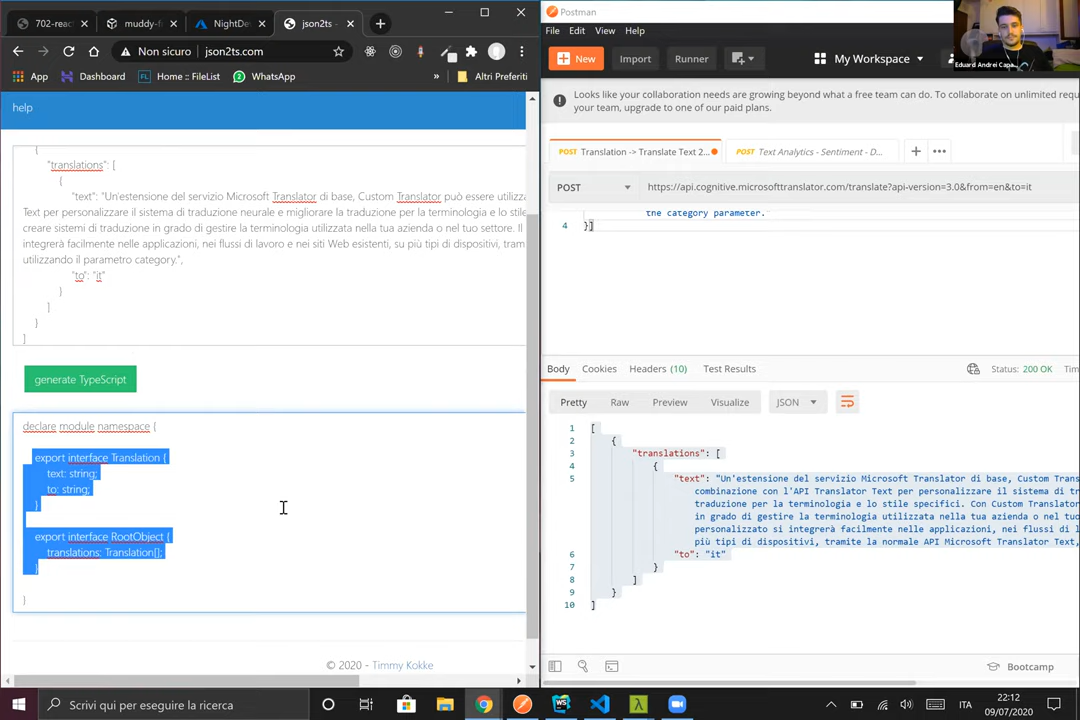 702-rea
muddy-f
NightDe
json2ts
Non sicuro
json2ts.com
App
Dashboard
Home :: FileList
WhatsApp
»
Altri Preferiti
help
{
"translations": [
{
"text": "Un'estensione del servizio Microsoft Translator di base, Custom Translator può essere utilizza
Text per personalizzare il sistema di traduzione neurale e migliorare la traduzione per la terminologia e lo stile
creare sistemi di traduzione in grado di gestire la terminologia utilizzata nella tua azienda o nel tuo settore. Il
integrerà facilmente nelle applicazioni, nei flussi di lavoro e nei siti Web esistenti, su più tipi di dispositivi, tram
utilizzando il parametro category.",
"to": "it"
}
]
}
]
generate TypeScript
declare module namespace {
export interface Translation {
text: string;
to: string;
}
export interface RootObject {
translations: Translation[];
}
}
© 2020 - Timmy Kokke
Postman
File Edit View Help
New
Import
Runner
My Workspace
Eduard Andrei Capa...
Looks like your collaboration needs are growing beyond what a free team can do. To collaborate on unlimited requ
your team, upgrade to one of our paid plans.
POST Translation -> Translate Text 2...
POST Text Analytics - Sentiment - D...
POST
https://api.cognitive.microsofttranslator.com/translate?api-version=3.0&from=en&to=it
the category parameter."
4 }]
Body
Cookies
Headers (10)
Test Results
Status: 200 OK
Tim
Pretty
Raw
Preview
Visualize
JSON
1 [
2 {
3 "translations": [
4 {
5 "text": "Un'estensione del servizio Microsoft Translator di base, Custom Trans
combinazione con l'API Translator Text per personalizzare il sistema di tr
traduzione per la terminologia e lo stile specifici. Con Custom Translator
in grado di gestire la terminologia utilizzata nella tua azienda o nel tuo
personalizzato si integrerà facilmente nelle applicazioni, nei flussi di l
più tipi di dispositivi, tramite la normale API Microsoft Translator Text,
6 "to": "it"
7 }
8 ]
9 }
10 ]
Bootcamp
Scrivi qui per eseguire la ricerca
WS
ITA
22:12
09/07/2020